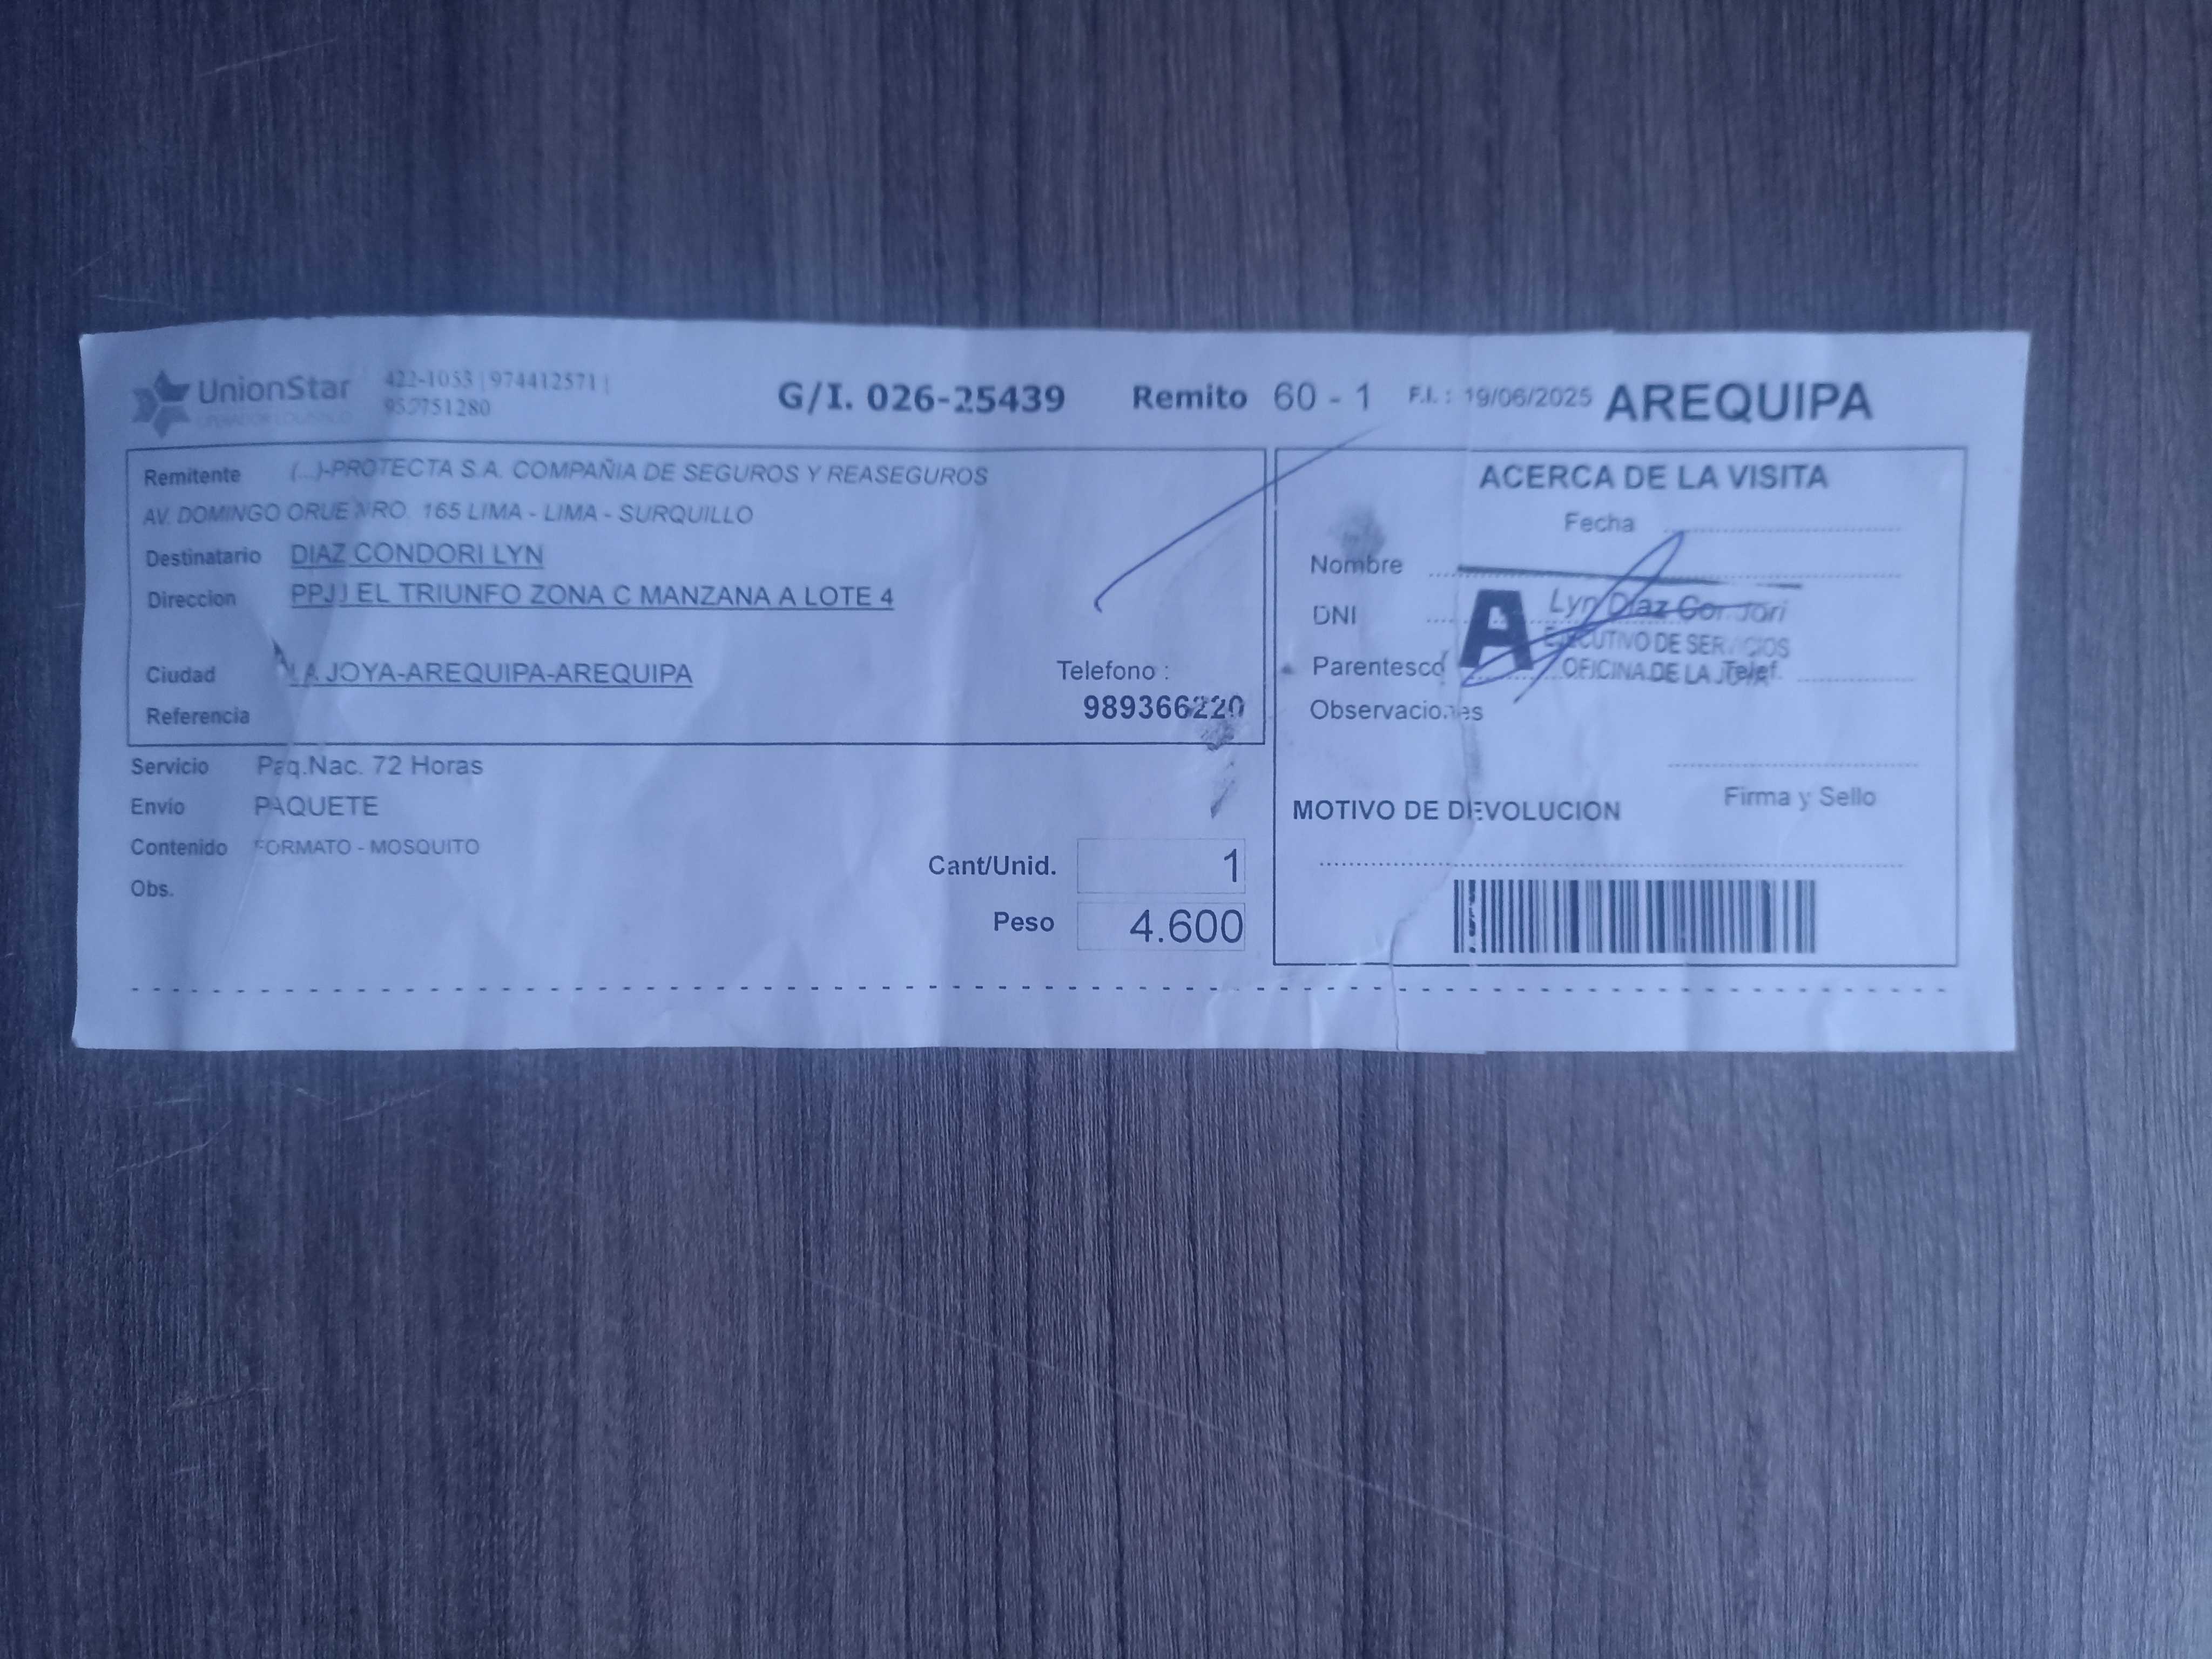 UnionStar
OPERADOR LOGISTICO
422-1053 | 974412571 |
953751280
G/I. 026-25439 Remito 60 - 1 F.I. : 19/06/2025 AREQUIPA
Remitente (...)-PROTECTA S.A. COMPAÑIA DE SEGUROS Y REASEGUROS
AV. DOMINGO ORUE NRO. 165 LIMA - LIMA - SURQUILLO
Destinatario DIAZ CONDORI LYN
Direccion PPJJ EL TRIUNFO ZONA C MANZANA A LOTE 4
Ciudad LA JOYA-AREQUIPA-AREQUIPA
Telefono :
989366220
Referencia
Servicio Paq.Nac. 72 Horas
Envio PAQUETE
Contenido FORMATO - MOSQUITO
Obs.
Cant/Unid. 1
Peso 4.600
ACERCA DE LA VISITA
Fecha
Nombre
DNI
Parentesco
Telef.
Observaciones
A
Lyn Diaz Condori
EJECUTIVO DE SERVICIOS
OFICINA DE LA
Firma y Sello
MOTIVO DE DEVOLUCION